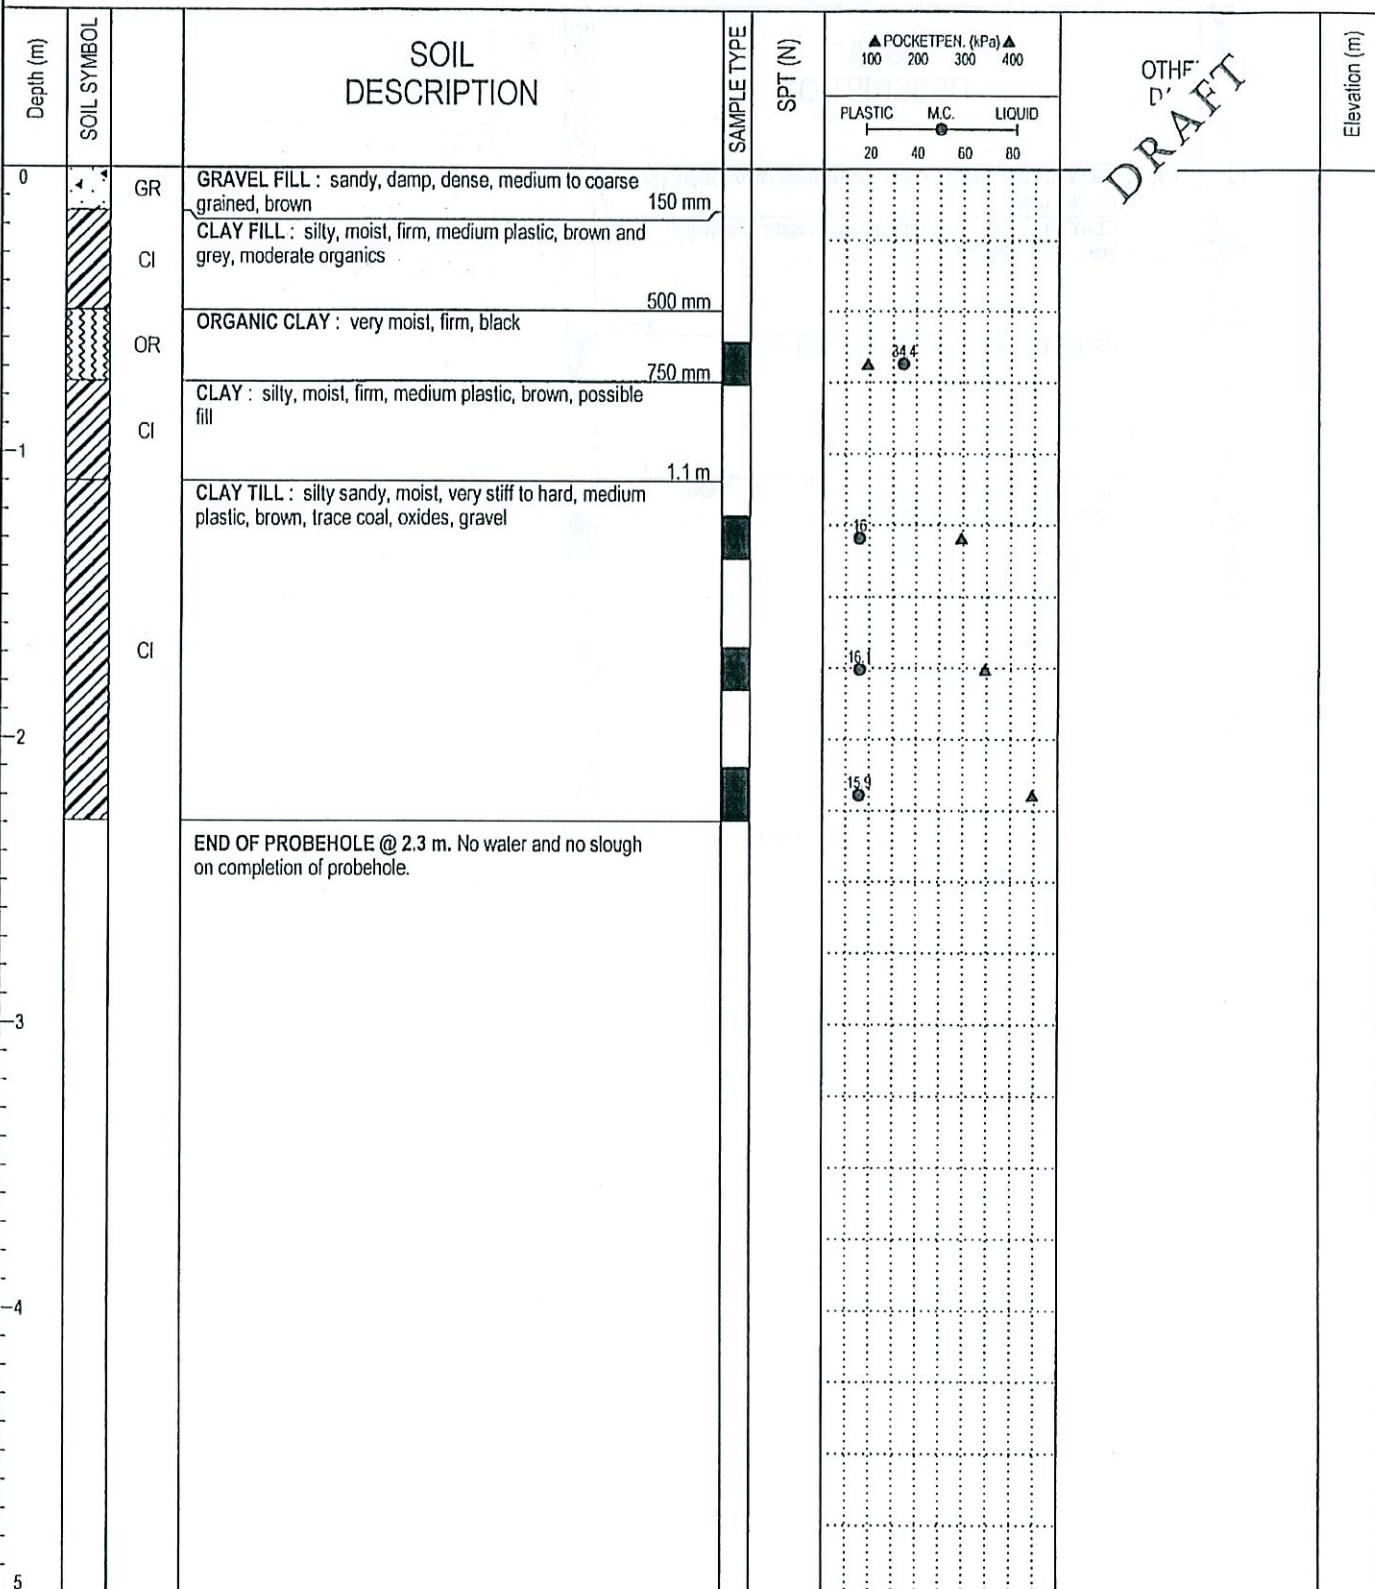 Depth (m)
SOIL SYMBOL
SOIL
DESCRIPTION
SAMPLE TYPE
SPT (N)
▲POCKETPEN. (kPa)▲
100 200 300 400
PLASTIC M.C. LIQUID
20 40 60 80
DRAFT
Elevation (m)
0
GR
GRAVEL FILL : sandy, damp, dense, medium to coarse
grained, brown 150 mm
CI
CLAY FILL : silty, moist, firm, medium plastic, brown and
grey, moderate organics
500 mm
OR
ORGANIC CLAY : very moist, firm, black
34.4
750 mm
CLAY : silty, moist, firm, medium plastic, brown, possible
fill
CI
1
1.1 m
CLAY TILL : silty sandy, moist, very stiff to hard, medium
plastic, brown, trace coal, oxides, gravel
16
CI
16.1
2
15.9
END OF PROBEHOLE @ 2.3 m. No water and no slough
on completion of probehole.
3
4
5